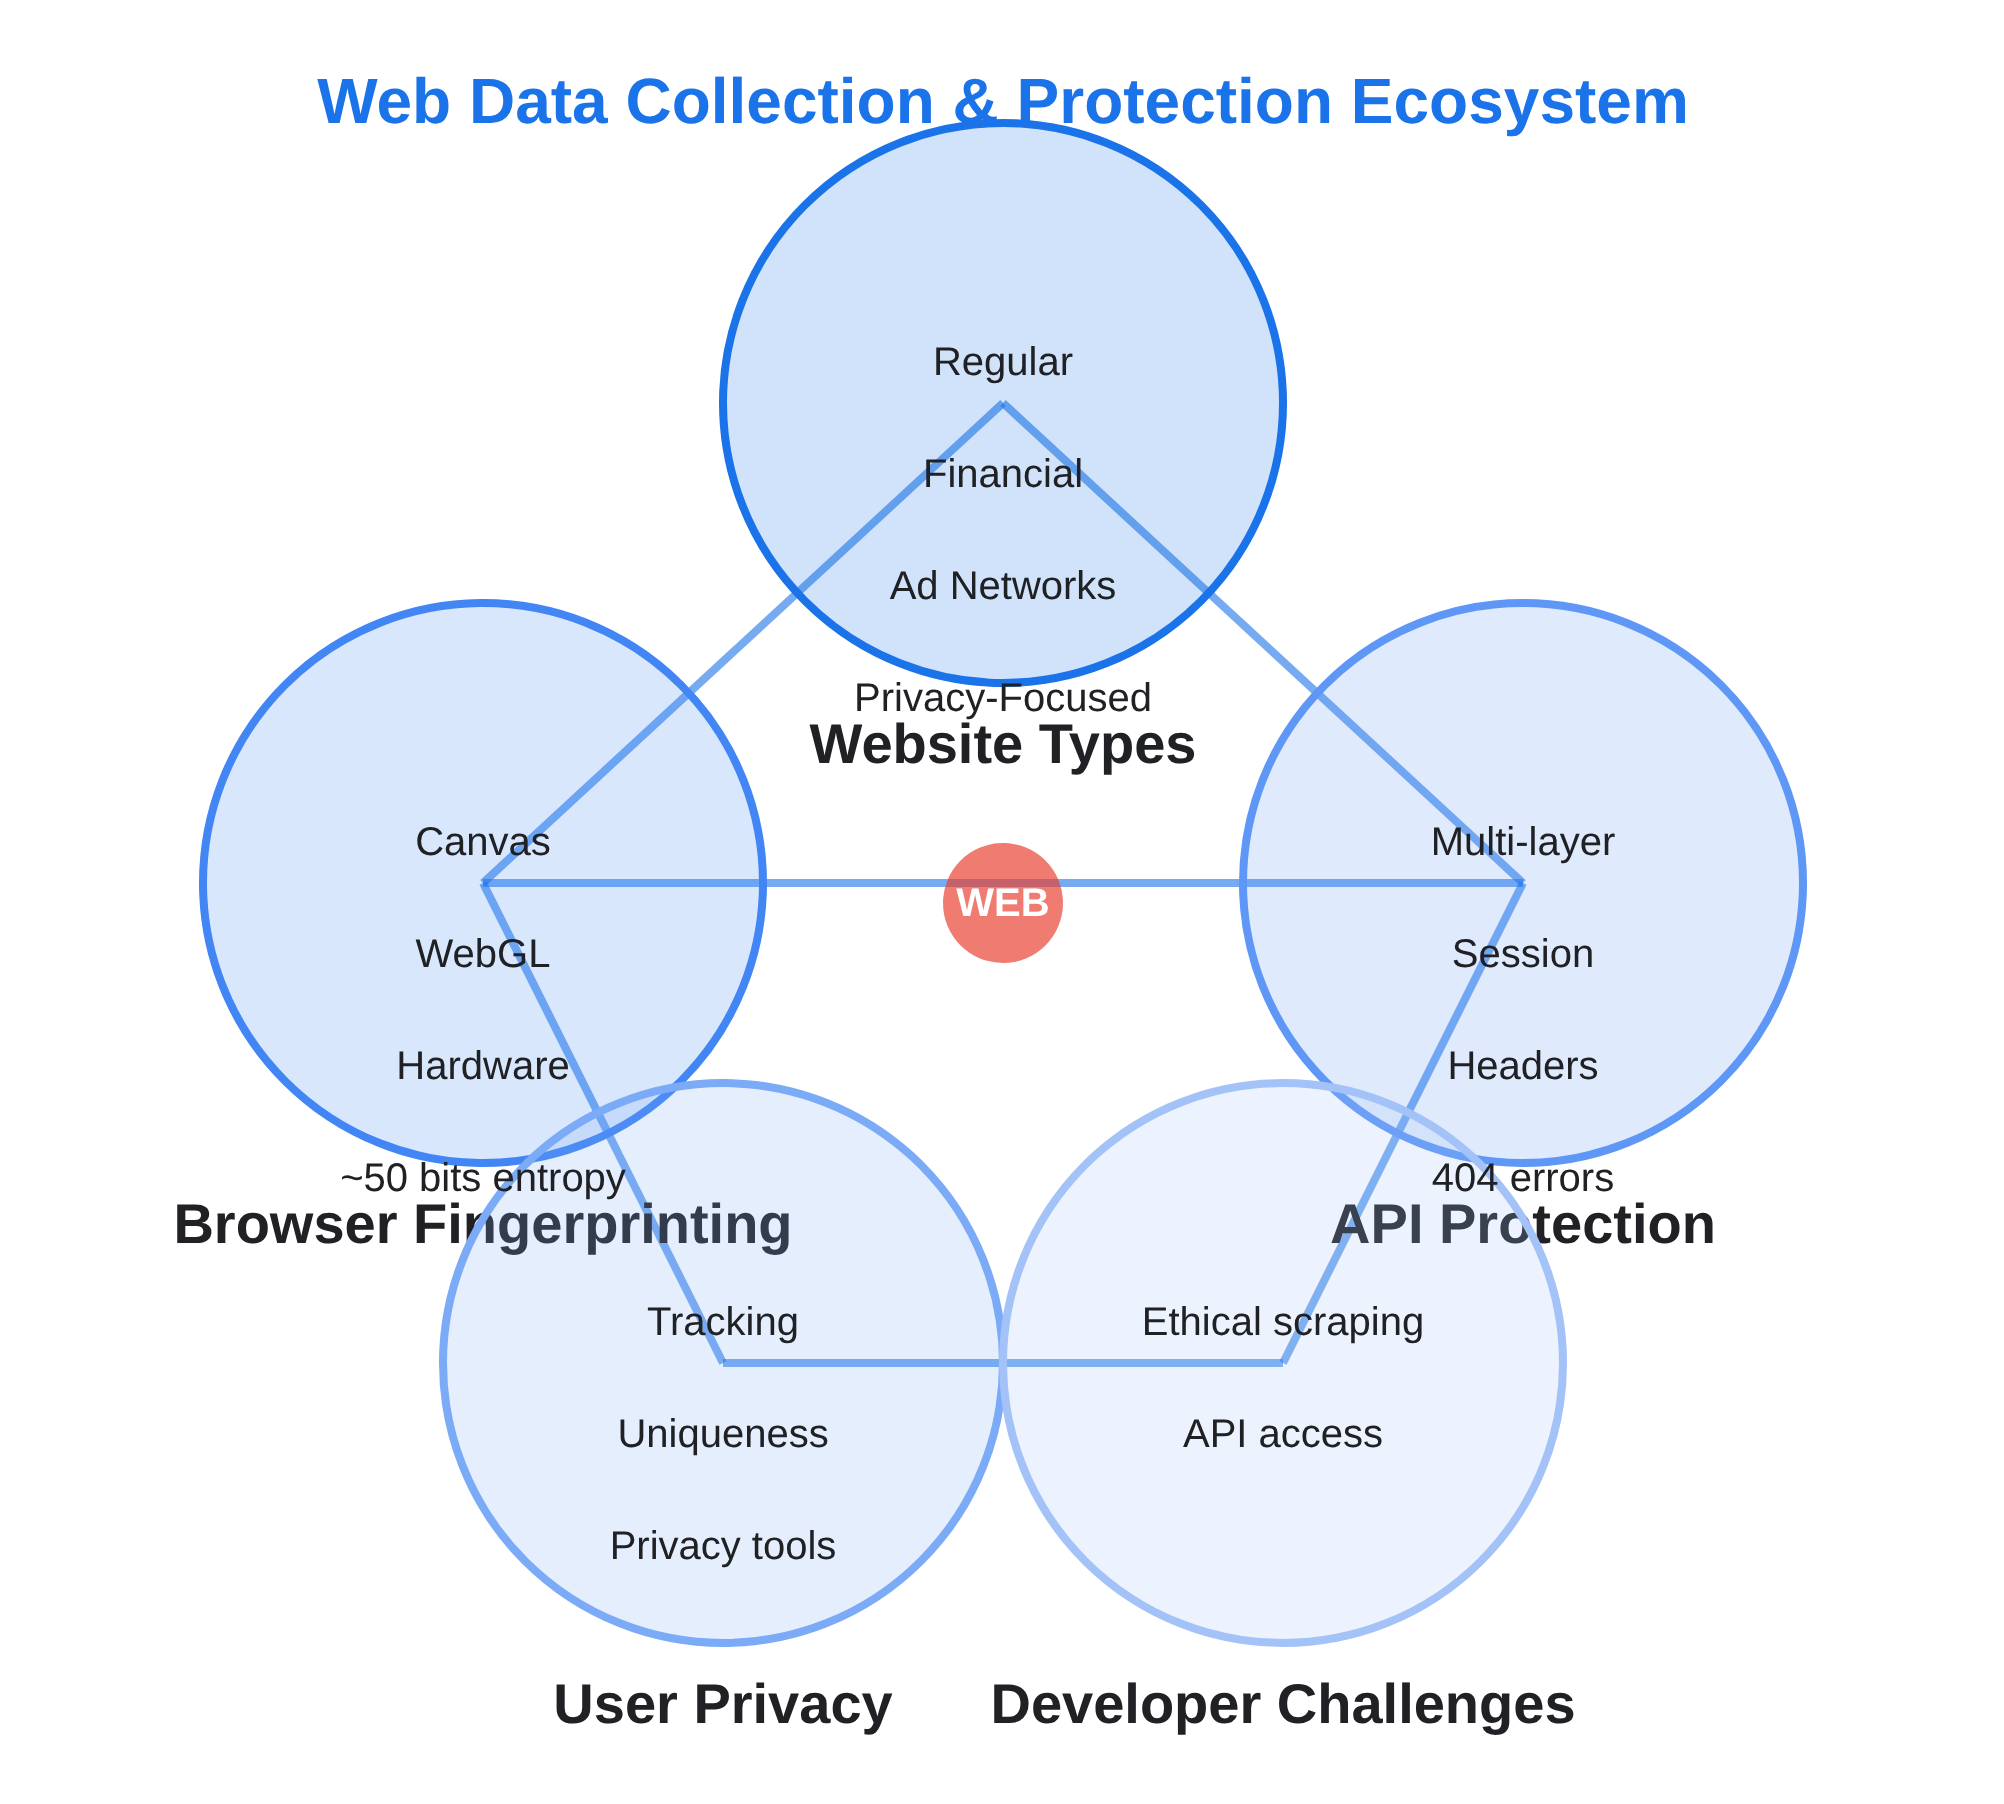 Web Data Collection & Protection Ecosystem
Regular
Financial
Ad Networks
Privacy-Focused
Website Types
Canvas
WebGL
Hardware
~50 bits entropy
Browser Fingerprinting
WEB
Multi-layer
Session
Headers
404 errors
API Protection
Tracking
Uniqueness
Privacy tools
User Privacy
Ethical scraping
API access
Developer Challenges